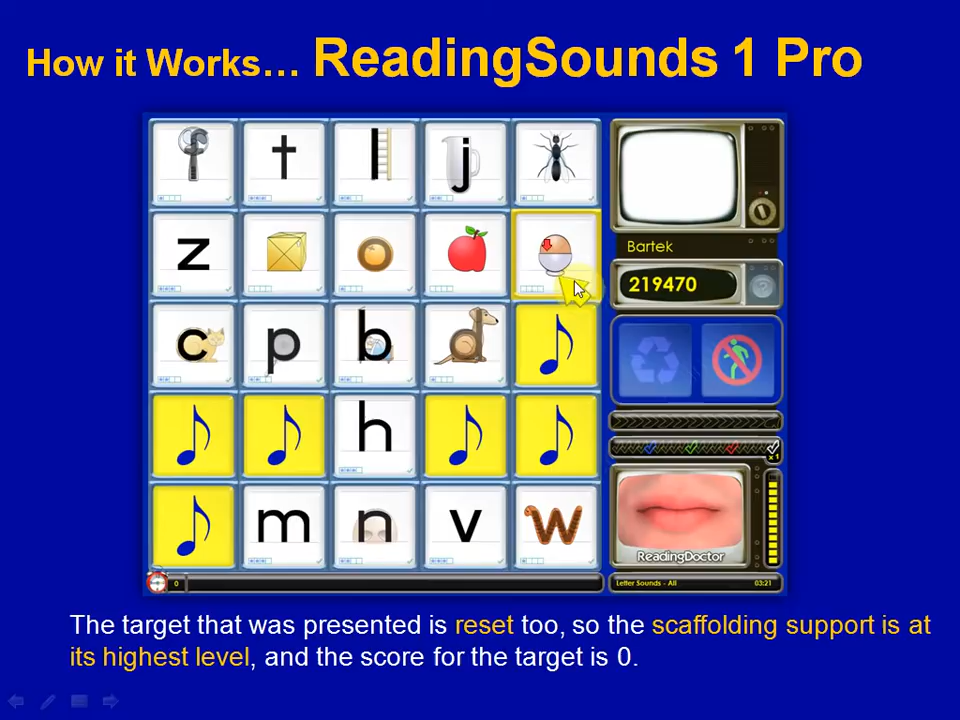 How it Works... ReadingSounds 1 Pro
t l j
z
Bartek
219470
c p b
h
x 1
m n v w
ReadingDoctor
0
Letter Sounds - All 03:21
The target that was presented is reset too, so the scaffolding support is at
its highest level, and the score for the target is 0.